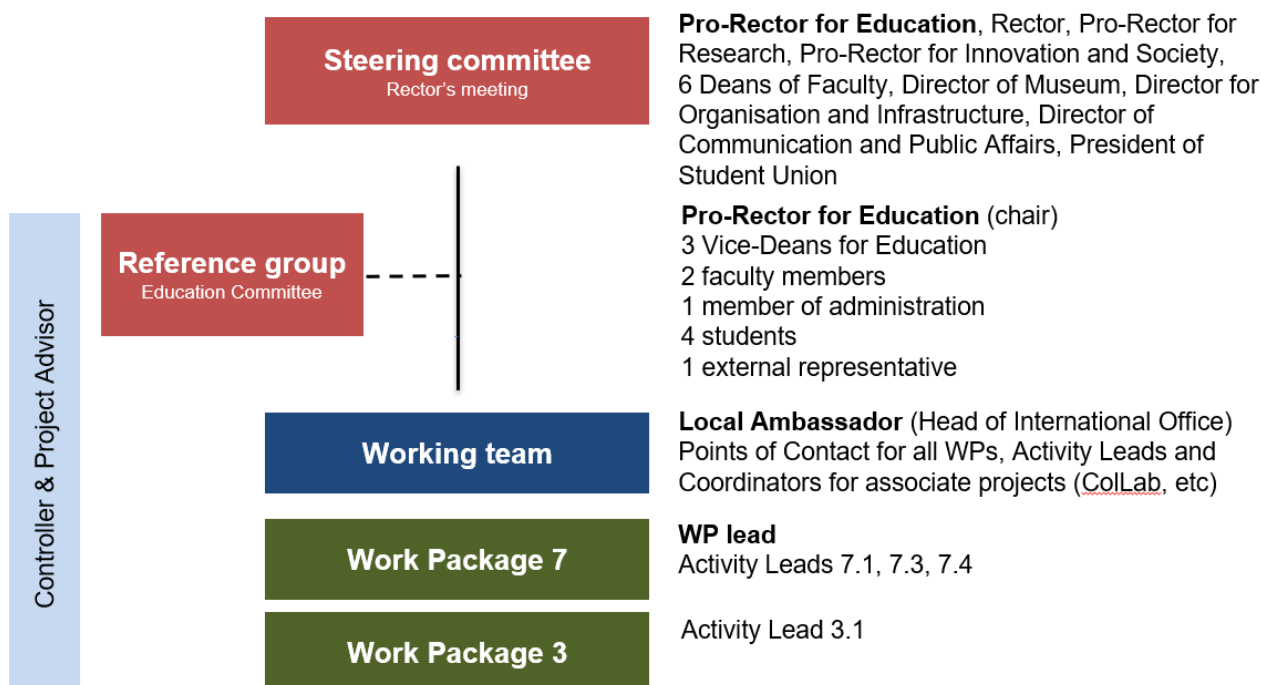 Steering committee
Rector's meeting
Pro-Rector for Education, Rector, Pro-Rector for
Research, Pro-Rector for Innovation and Society,
6 Deans of Faculty, Director of Museum, Director for
Organisation and Infrastructure, Director of
Communication and Public Affairs, President of
Student Union
Controller & Project Advisor
Reference group
Education Committee
Pro-Rector for Education (chair)
3 Vice-Deans for Education
2 faculty members
1 member of administration
4 students
1 external representative
Working team
Local Ambassador (Head of International Office)
Points of Contact for all WPs, Activity Leads and
Coordinators for associate projects (ColLab, etc)
Work Package 7
WP lead
Activity Leads 7.1, 7.3, 7.4
Work Package 3
Activity Lead 3.1